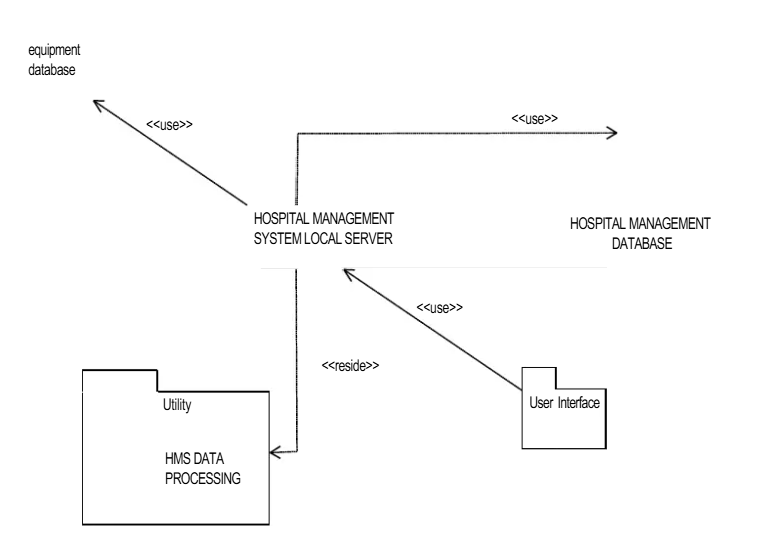 equipment
database
<<use>>
<<use>>
HOSPITAL MANAGEMENT
SYSTEM LOCAL SERVER
HOSPITAL MANAGEMENT
DATABASE
<<use>>
<<reside>>
Utility
User Interface
HMS DATA
PROCESSING